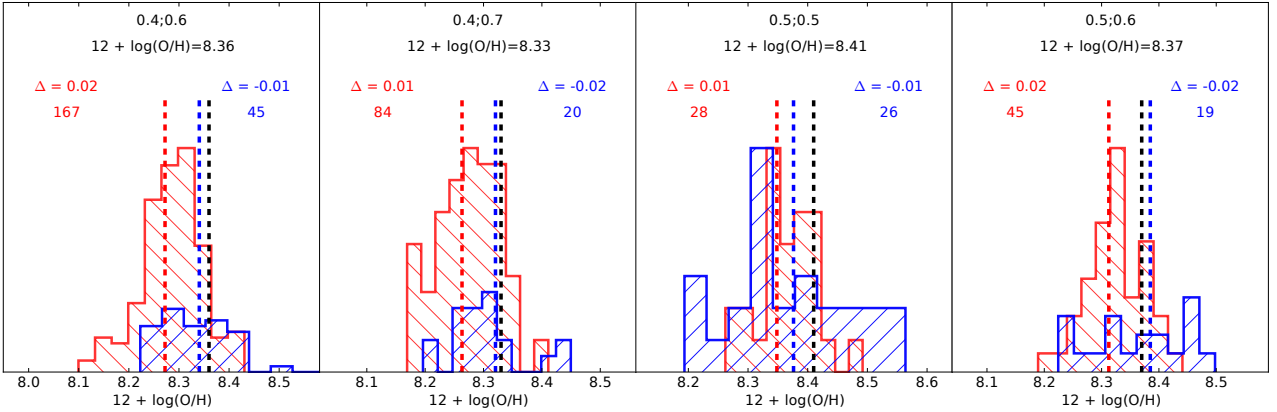 0.4;0.6
12 + log(O/H)=8.36
Δ = 0.02
Δ = -0.01
167
45
8.0 8.1 8.2 8.3 8.4 8.5
12 + log(O/H)
0.4;0.7
12 + log(O/H)=8.33
Δ = 0.01
Δ = -0.02
84
20
8.1 8.2 8.3 8.4 8.5
12 + log(O/H)
0.5;0.5
12 + log(O/H)=8.41
Δ = 0.01
Δ = -0.01
28
26
8.2 8.3 8.4 8.5 8.6
12 + log(O/H)
0.5;0.6
12 + log(O/H)=8.37
Δ = 0.02
Δ = -0.02
45
19
8.1 8.2 8.3 8.4 8.5
12 + log(O/H)